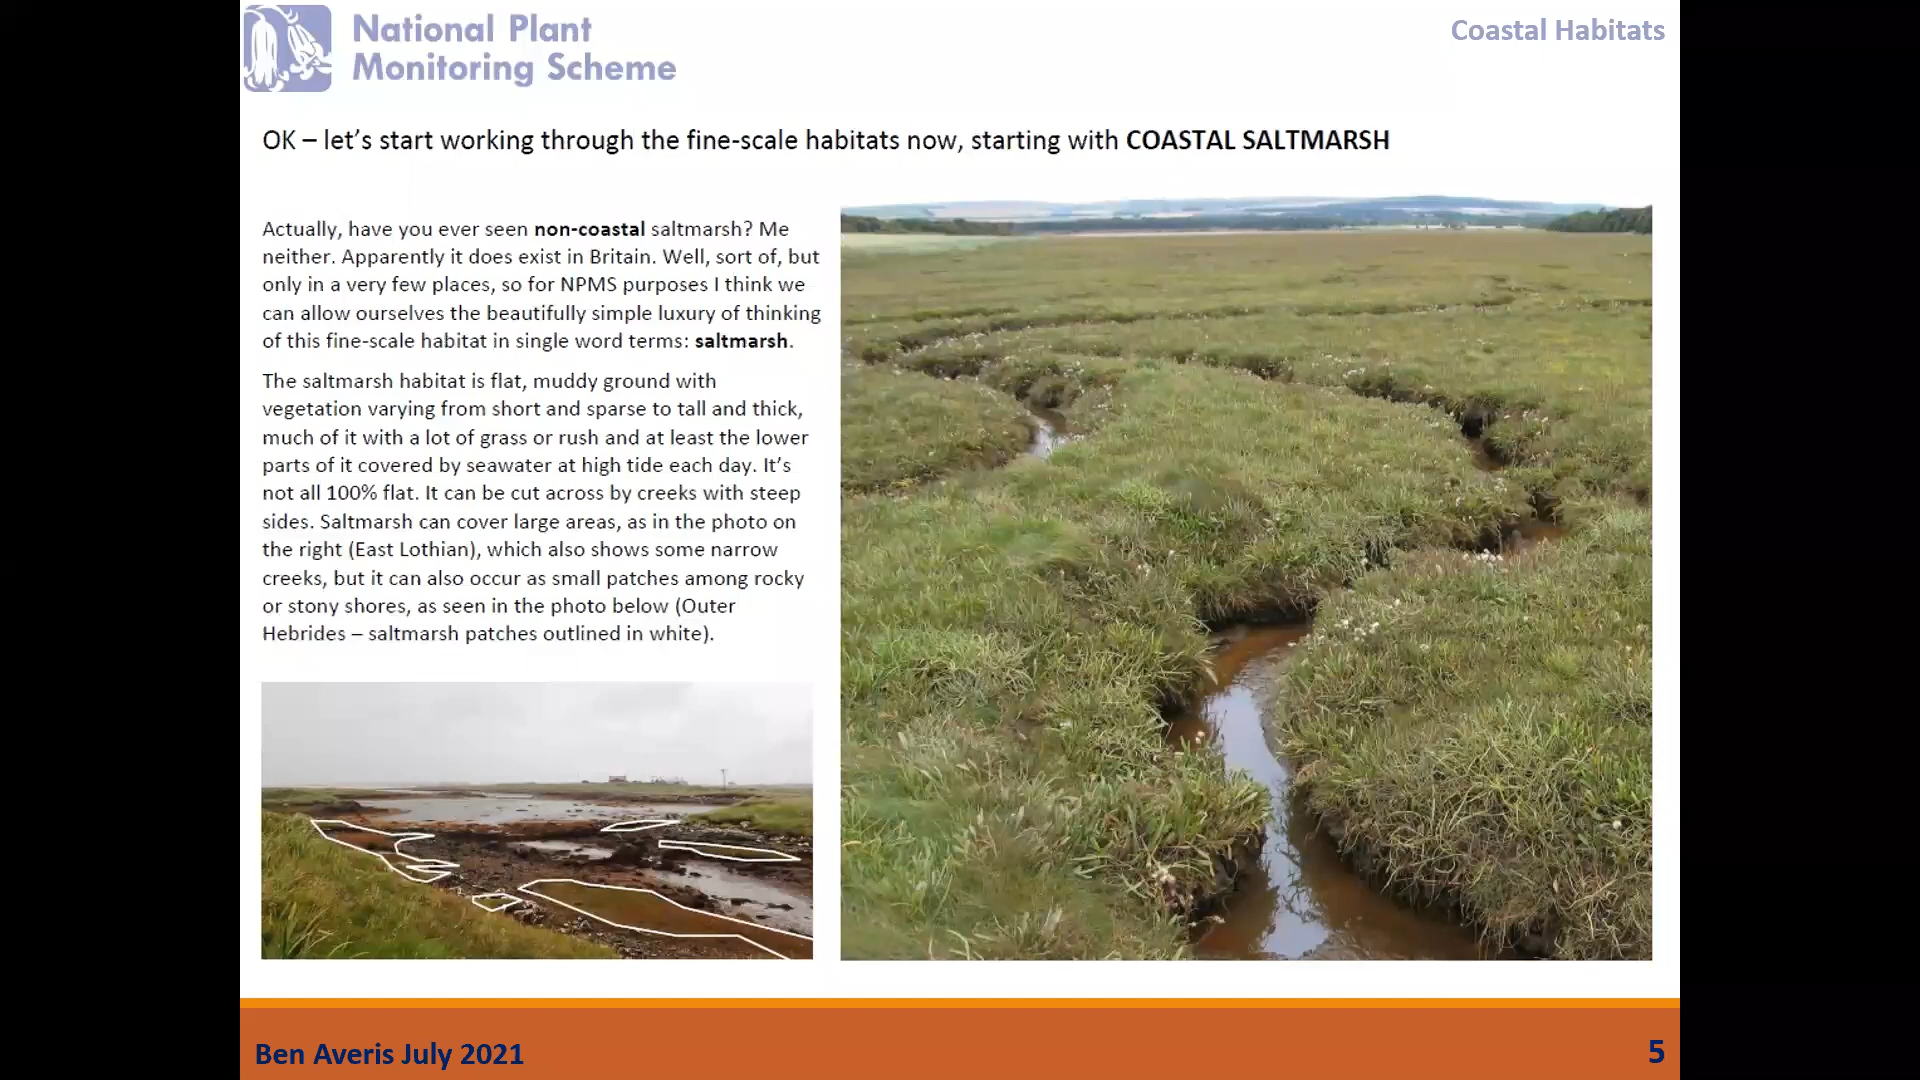 National Plant
Monitoring Scheme
Coastal Habitats
OK – let’s start working through the fine-scale habitats now, starting with COASTAL SALTMARSH
Actually, have you ever seen non-coastal saltmarsh? Me
neither. Apparently it does exist in Britain. Well, sort of, but
only in a very few places, so for NPMS purposes I think we
can allow ourselves the beautifully simple luxury of thinking
of this fine-scale habitat in single word terms: saltmarsh.
The saltmarsh habitat is flat, muddy ground with
vegetation varying from short and sparse to tall and thick,
much of it with a lot of grass or rush and at least the lower
parts of it covered by seawater at high tide each day. It’s
not all 100% flat. It can be cut across by creeks with steep
sides. Saltmarsh can cover large areas, as in the photo on
the right (East Lothian), which also shows some narrow
creeks, but it can also occur as small patches among rocky
or stony shores, as seen in the photo below (Outer
Hebrides – saltmarsh patches outlined in white).
Ben Averis July 2021
5